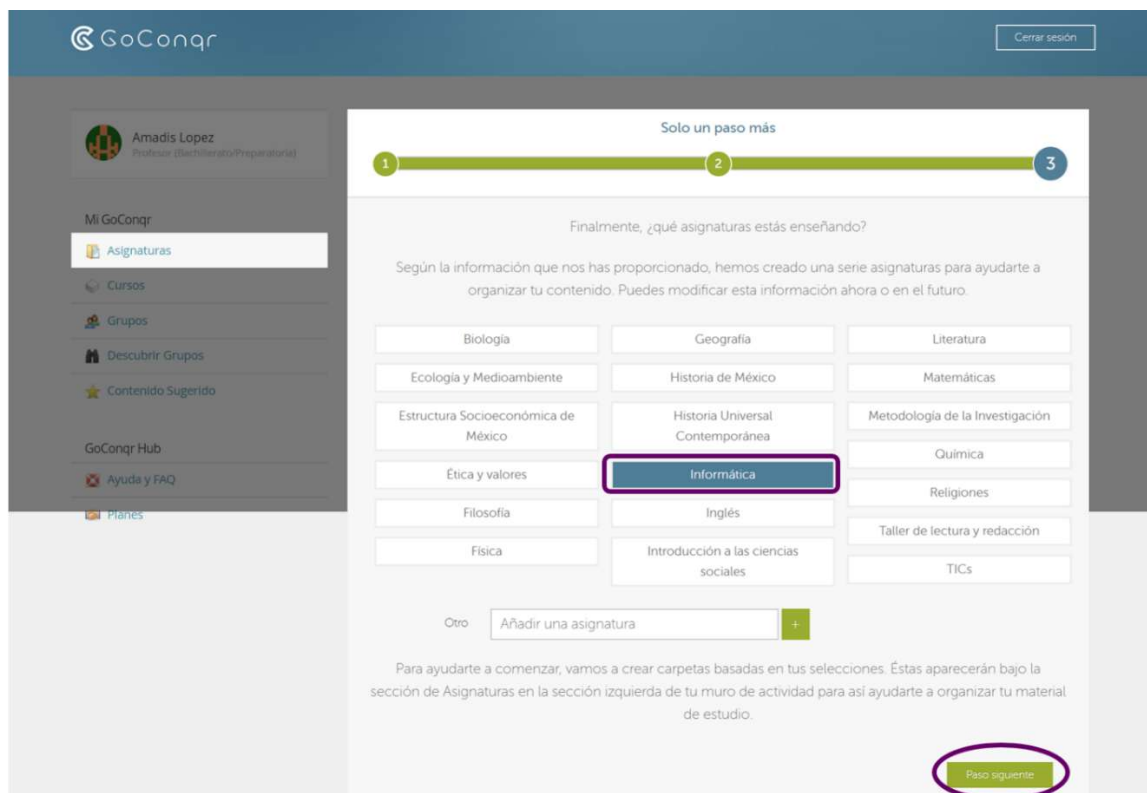 GoConqr
Cerrar sesión
Amadis Lopez
Profesor (Bachillerato/Preparatoria)
Mi GoConqr
Asignaturas
Cursos
Grupos
Descubrir Grupos
Contenido Sugerido
GoConqr Hub
Ayuda y FAQ
Planes
Solo un paso más
1
2
3
Finalmente, ¿qué asignaturas estás enseñando?
Según la información que nos has proporcionado, hemos creado una serie asignaturas para ayudarte a
organizar tu contenido. Puedes modificar esta información ahora o en el futuro.
Biología
Ecología y Medioambiente
Estructura Socioeconómica de
México
Ética y valores
Filosofía
Física
Geografía
Historia de México
Historia Universal
Contemporánea
Informática
Inglés
Introducción a las ciencias
sociales
Literatura
Matemáticas
Metodología de la Investigación
Química
Religiones
Taller de lectura y redacción
TICs
Otro
Añadir una asignatura
+
Para ayudarte a comenzar, vamos a crear carpetas basadas en tus selecciones. Éstas aparecerán bajo la
sección de Asignaturas en la sección izquierda de tu muro de actividad para así ayudarte a organizar tu material
de estudio.
Paso siguiente